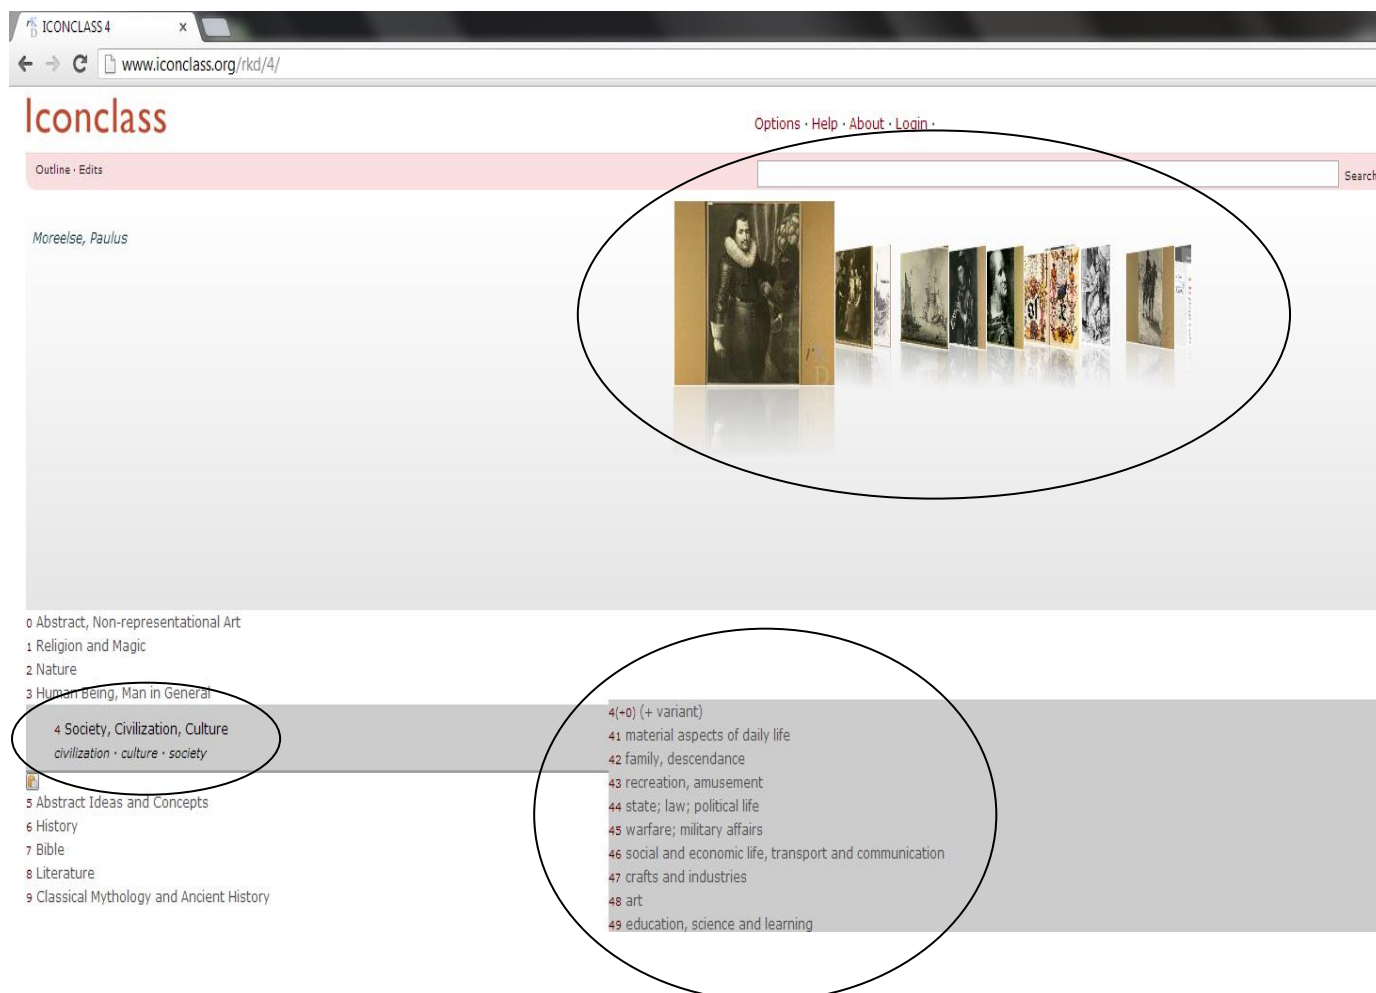 ICONCLASS 4
www.iconclass.org/rkd/4/
Iconclass
Options · Help · About · Login ·
Outline · Edits
Search
Moreelse, Paulus
0 Abstract, Non-representational Art
1 Religion and Magic
2 Nature
3 Human Being, Man in General
4 Society, Civilization, Culture
civilization · culture · society
5 Abstract Ideas and Concepts
6 History
7 Bible
8 Literature
9 Classical Mythology and Ancient History
4(+0) (+ variant)
41 material aspects of daily life
42 family, descendance
43 recreation, amusement
44 state; law; political life
45 warfare; military affairs
46 social and economic life, transport and communication
47 crafts and industries
48 art
49 education, science and learning